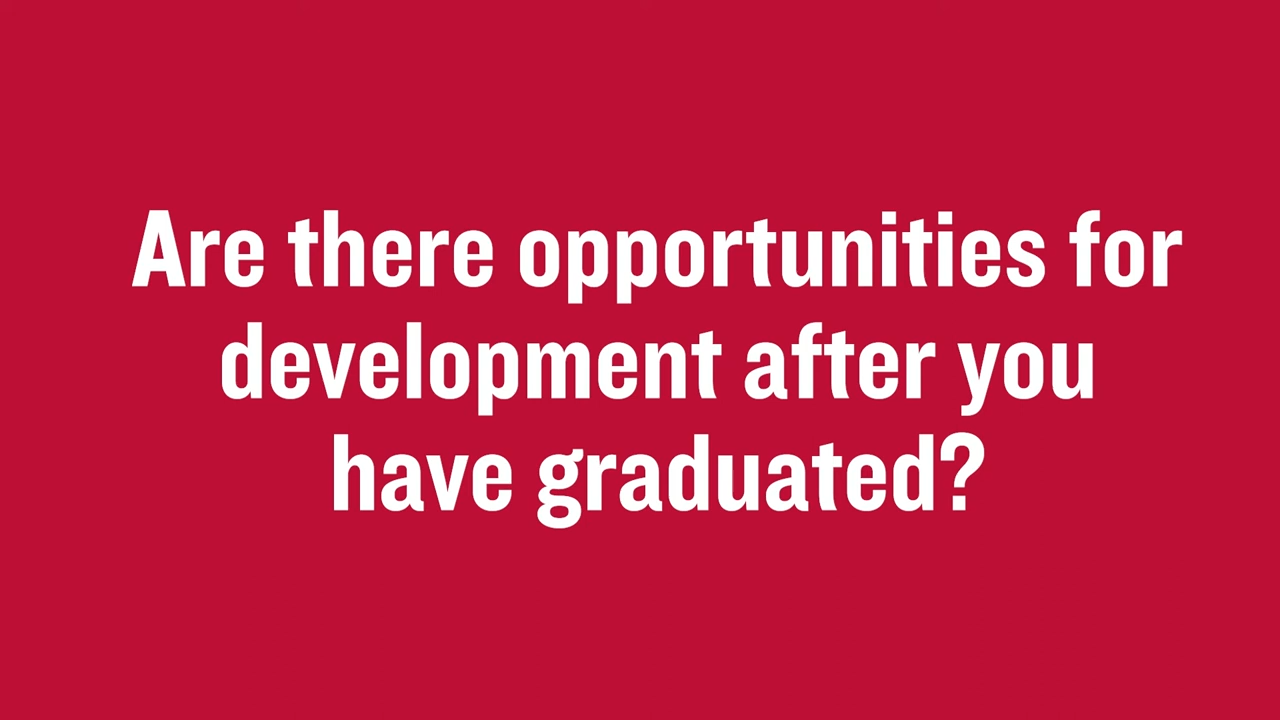 Are there opportunities for
development after you
have graduated?